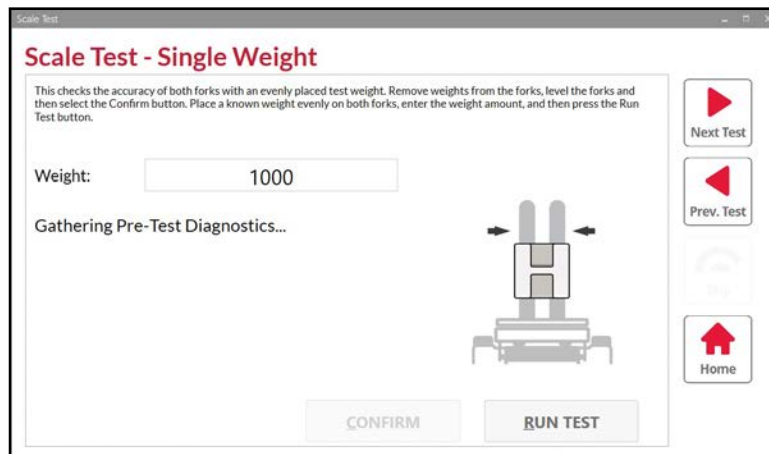 Scale Test
Scale Test - Single Weight
This checks the accuracy of both forks with an evenly placed test weight. Remove weights from the forks, level the forks and
then select the Confirm button. Place a known weight evenly on both forks, enter the weight amount, and then press the Run
Test button.
Weight:
1000
Gathering Pre-Test Diagnostics...
CONFIRM
RUN TEST
Next Test
Prev. Test
Home